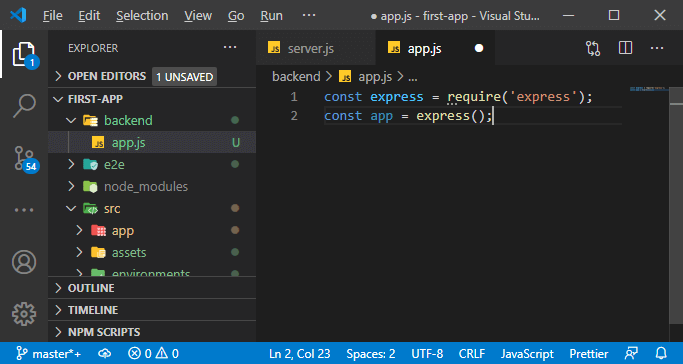 File Edit Selection View Go Run ··· ● app.js - first-app - Visual Stu...
EXPLORER ···
OPEN EDITORS 1 UNSAVED
FIRST-APP
backend
app.js U
e2e
node_modules
src
app
assets
environments
OUTLINE
TIMELINE
NPM SCRIPTS
1
54
JS server.js JS app.js ●
backend > JS app.js > ...
1 const express = require('express');
2 const app = express();
master*+ 0 0 Ln 2, Col 23 Spaces: 2 UTF-8 CRLF JavaScript Prettier